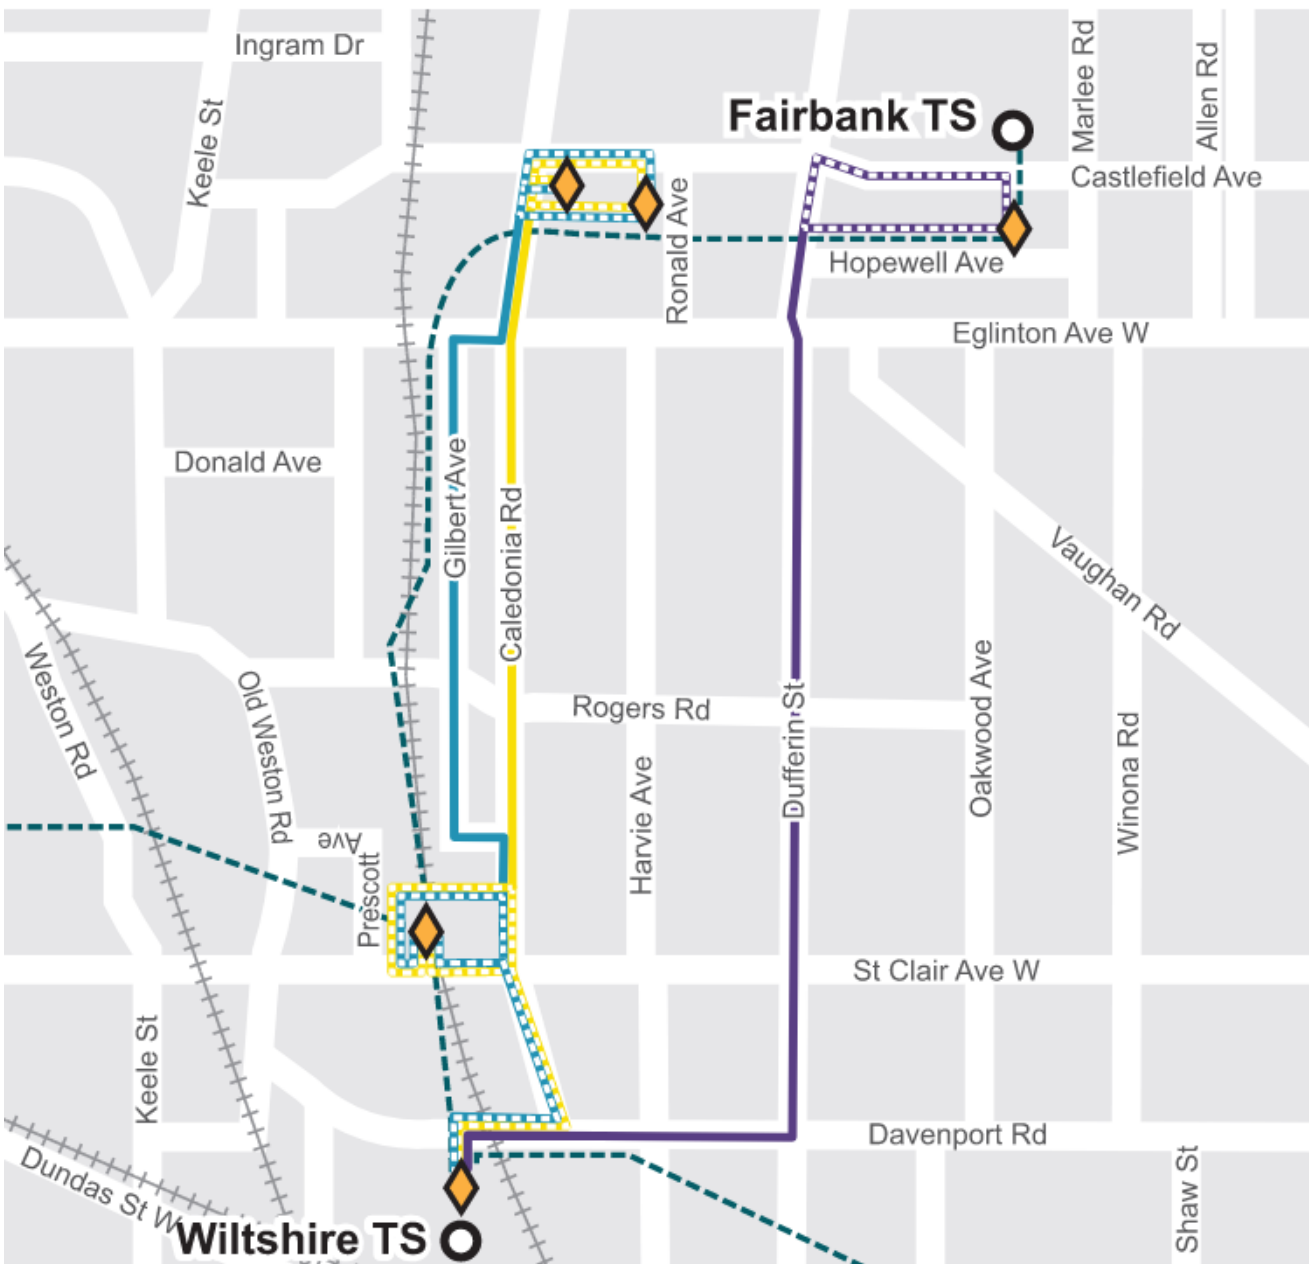 Ingram Dr
Keele St
Fairbank TS
Marlee Rd
Allen Rd
Castlefield Ave
Ronald Ave
Hopewell Ave
Eglinton Ave W
Donald Ave
Gilbert Ave
Caledonia Rd
Vaughan Rd
Weston Rd
Old Weston Rd
Rogers Rd
Dufferin St
Oakwood Ave
Winona Rd
Harvie Ave
Prescott
Ave
St Clair Ave W
Keele St
Davenport Rd
Dundas St W
Shaw St
Wiltshire TS